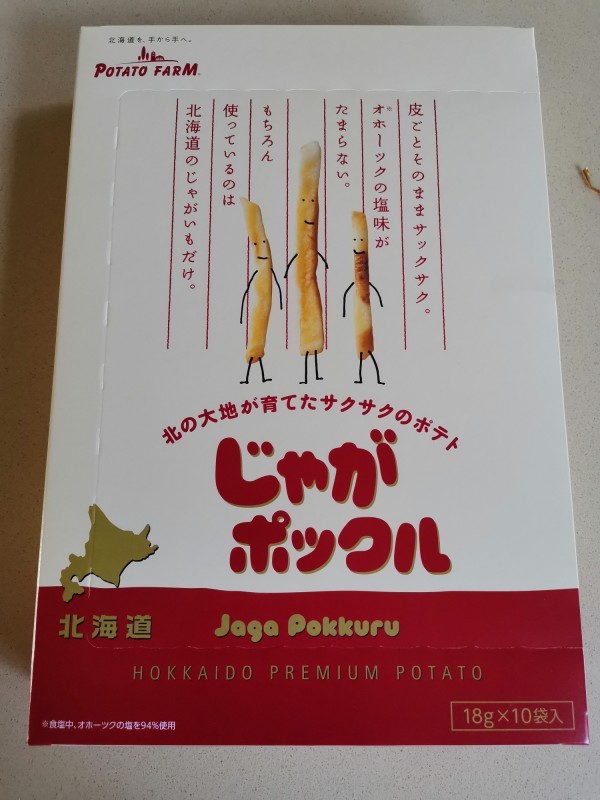 北海道を、手から手へ。
POTATO FARM
皮ごとそのままサックサク。
※オホーツクの塩味が
たまらない。
もちろん
使っているのは
北海道のじゃがいもだけ。
北の大地が育てたサクサクのポテト
じゃが
ポックル
北海道
Jaga Pokkuru
HOKKAIDO PREMIUM POTATO
18g×10袋入
※食塩中、オホーツクの塩を94%使用